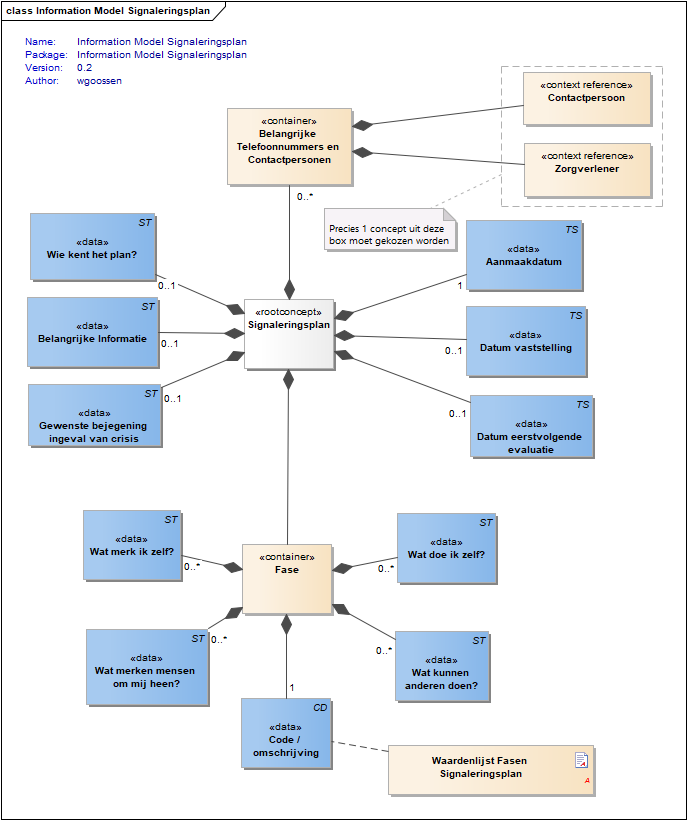 class Information Model Signaleringsplan
Name: Information Model Signaleringsplan
Package: Information Model Signaleringsplan
Version: 0.2
Author: wgoossen
«container»
Belangrijke
Telefoonnummers en
Contactpersonen
«context reference»
Contactpersoon
«context reference»
Zorgverlener
0..*
Precies 1 concept uit deze
box moet gekozen worden
ST
«data»
Wie kent het plan?
0..1
TS
«data»
Aanmaakdatum
1
«rootconcept»
Signaleringsplan
ST
«data»
Belangrijke Informatie
0..1
TS
«data»
Datum vaststelling
0..1
ST
«data»
Gewenste bejegening
ingeval van crisis
0..1
TS
«data»
Datum eerstvolgende
evaluatie
0..1
ST
«data»
Wat merk ik zelf?
0..*
«container»
Fase
ST
«data»
Wat doe ik zelf?
0..*
ST
«data»
Wat merken mensen
om mij heen?
0..*
ST
«data»
Wat kunnen
anderen doen?
0..*
1
CD
«data»
Code /
omschrijving
Waardenlijst Fasen
Signaleringsplan
A